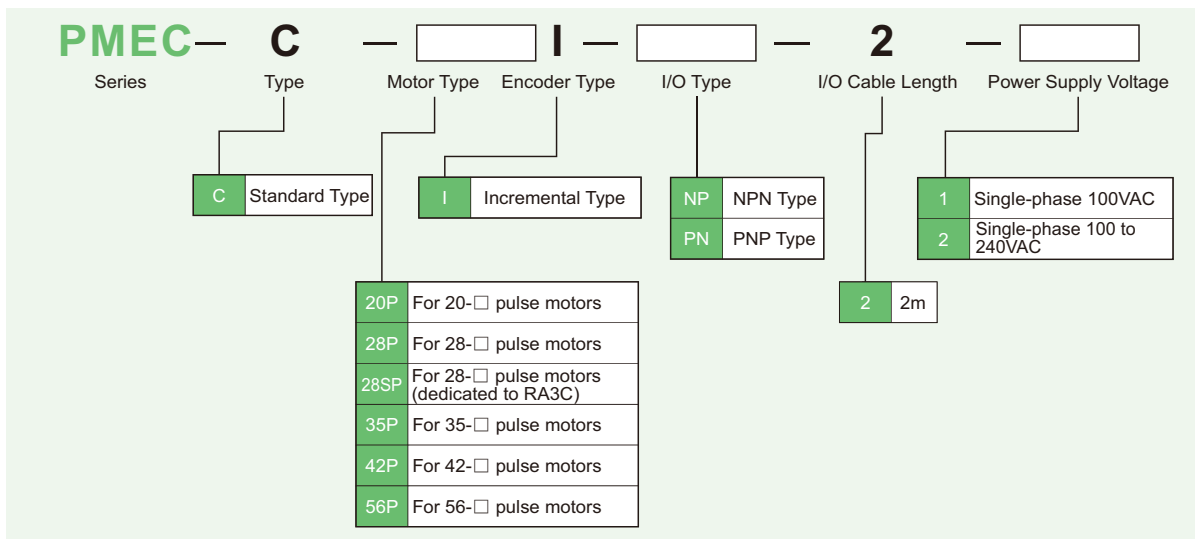 PMEC — C — I — — 2 —
Series Type Motor Type Encoder Type I/O Type I/O Cable Length Power Supply Voltage
C Standard Type
I Incremental Type
NP NPN Type
PN PNP Type
1 Single-phase 100VAC
2 Single-phase 100 to
240VAC
20P For 20-□ pulse motors
28P For 28-□ pulse motors
28SP For 28-□ pulse motors
(dedicated to RA3C)
35P For 35-□ pulse motors
42P For 42-□ pulse motors
56P For 56-□ pulse motors
2 2m